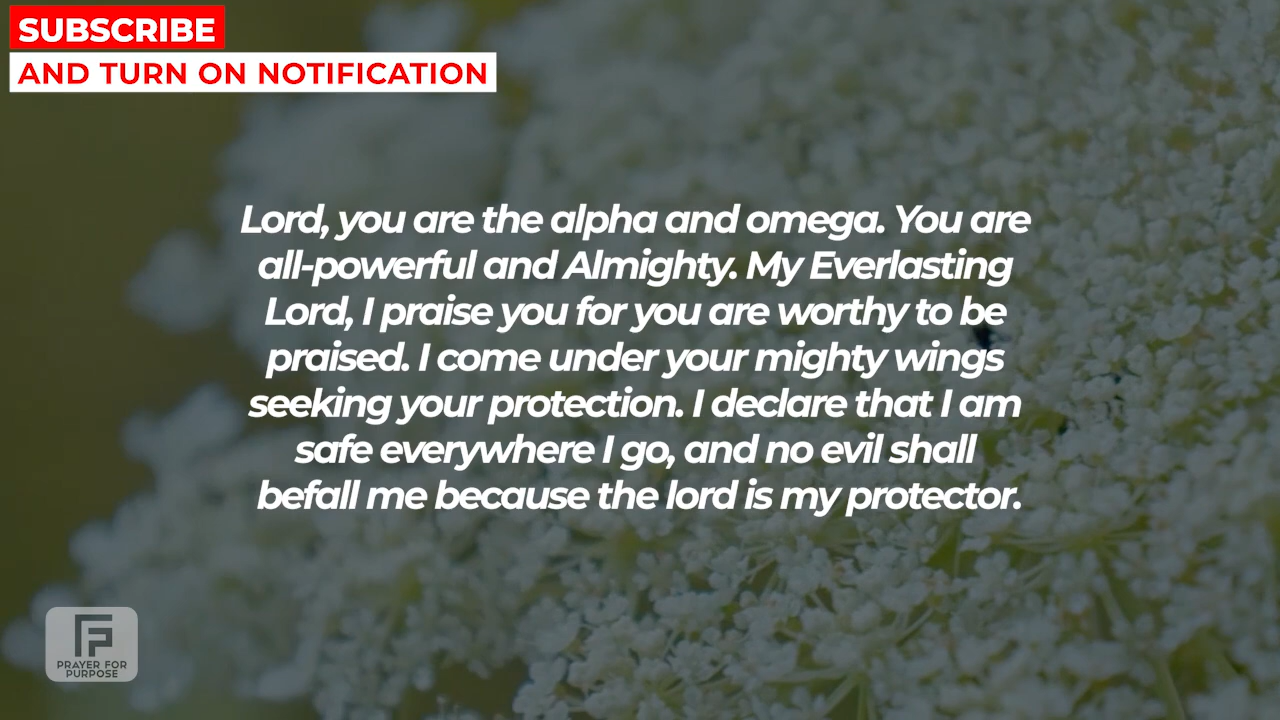 SUBSCRIBE
AND TURN ON NOTIFICATION
Lord, you are the alpha and omega. You are
all-powerful and Almighty. My Everlasting
Lord, I praise you for you are worthy to be
praised. I come under your mighty wings
seeking your protection. I declare that I am
safe everywhere I go, and no evil shall
befall me because the lord is my protector.
PRAYER FOR
PURPOSE